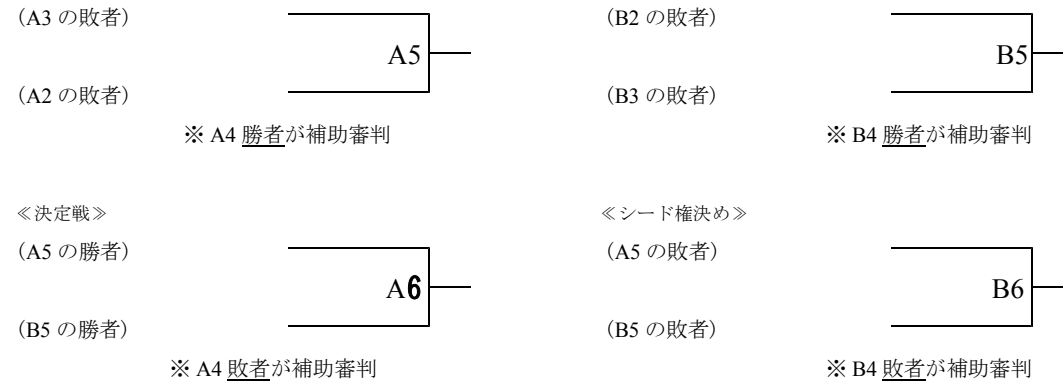 （A3 の敗者） （B2 の敗者）
A5 B5
（A2 の敗者） （B3 の敗者）
※ A4 勝者が補助審判 ※ B4 勝者が補助審判
≪決定戦≫ ≪シード権決め≫
（A5 の勝者） （A5 の敗者）
A6 B6
（B5 の勝者） （B5 の敗者）
※ A4 敗者が補助審判 ※ B4 敗者が補助審判